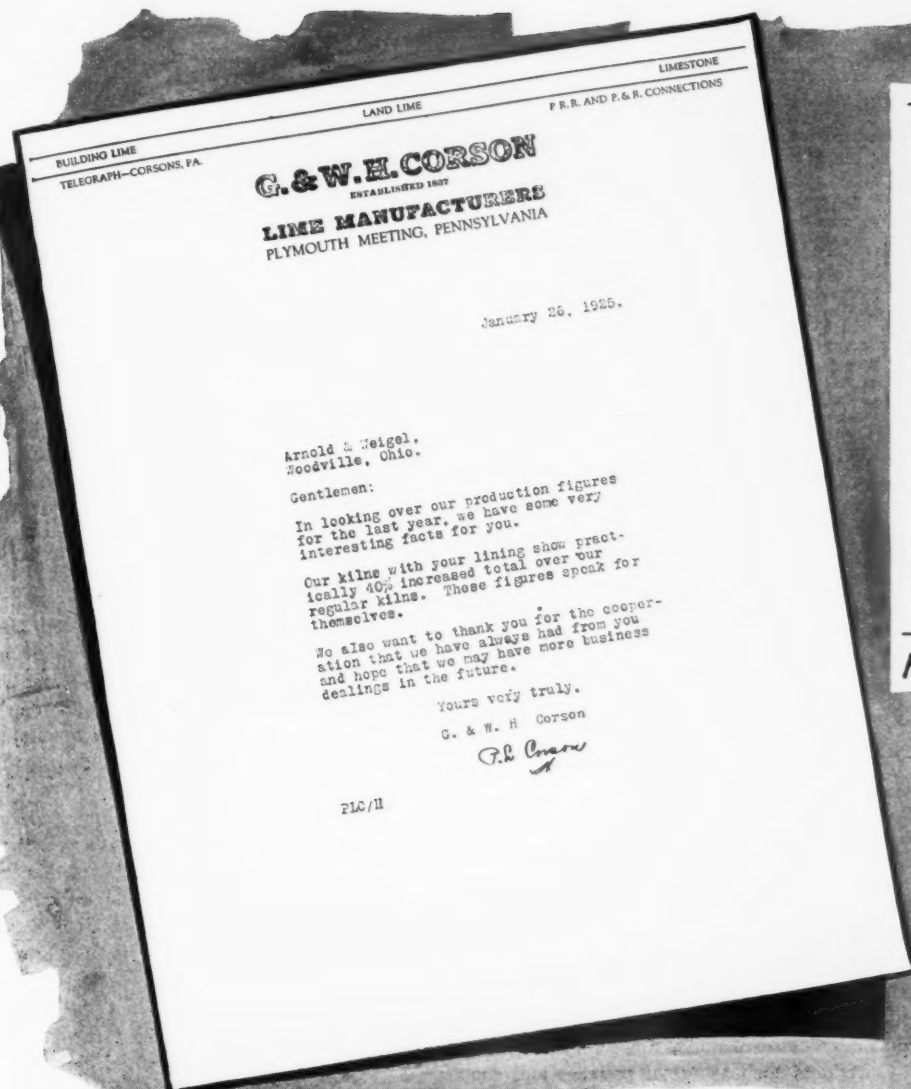 BUILDING LIME LAND LIME LIMESTONE
TELEGRAPH—CORSONS, PA. P. R. R. AND P. & R. CONNECTIONS
G. & W. H. CORSON
ESTABLISHED 1837
LIME MANUFACTURERS
PLYMOUTH MEETING, PENNSYLVANIA
January 26, 1925.
Arnold & Weigel,
Woodville, Ohio.
Gentlemen:
In looking over our production figures
for the last year, we have some very
interesting facts for you.
Our kilns with your lining show pract-
ically 40% increased total over our
regular kilns. These figures speak for
themselves.
We also want to thank you for the cooper-
ation that we have always had from you
and hope that we may have more business
dealings in the future.
Yours very truly,
G. & W. H Corson
P.L Corson
PLC/H